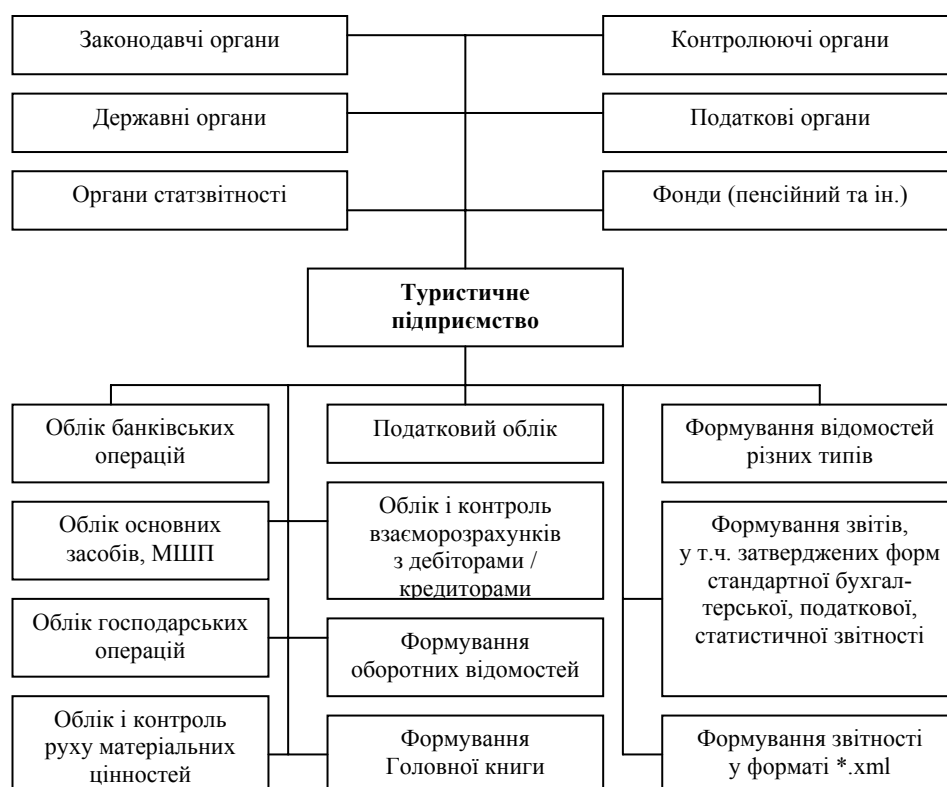 Законодавчі органи
Контролюючі органи
Державні органи
Податкові органи
Органи статзвітності
Фонди (пенсійний та ін.)
Туристичне
підприємство
Облік банківських
операцій
Податковий облік
Формування відомостей
різних типів
Облік основних
засобів, МШП
Облік і контроль
взаєморозрахунків
з дебіторами /
кредиторами
Формування звітів,
у т.ч. затверджених форм
стандартної бухгал-
терської, податкової,
статистичної звітності
Облік господарських
операцій
Формування
оборотних відомостей
Облік і контроль
руху матеріальних
цінностей
Формування
Головної книги
Формування звітності
у форматі *.xml